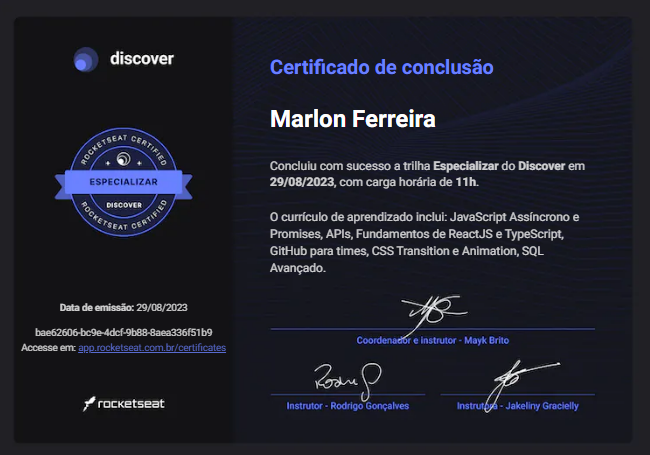 discover
ROCKETSEAT CERTIFIED
ESPECIALIZAR
DISCOVER
ROCKETSEAT CERTIFIED
Data de emissão: 29/08/2023
bae62606-bc9e-4dcf-9b88-8aea336f51b9
Accesse em: app.rocketseat.com.br/certificates
rocketseat
Certificado de conclusão
Marlon Ferreira
Concluiu com sucesso a trilha Especializar do Discover em
29/08/2023, com carga horária de 11h.
O currículo de aprendizado inclui: JavaScript Assíncrono e
Promises, APIs, Fundamentos de ReactJS e TypeScript,
GitHub para times, CSS Transition e Animation, SQL
Avançado.
Coordenador e instrutor - Mayk Brito
Rodrigo
Instrutor - Rodrigo Gonçalves
Instrutora - Jakeliny Gracielly